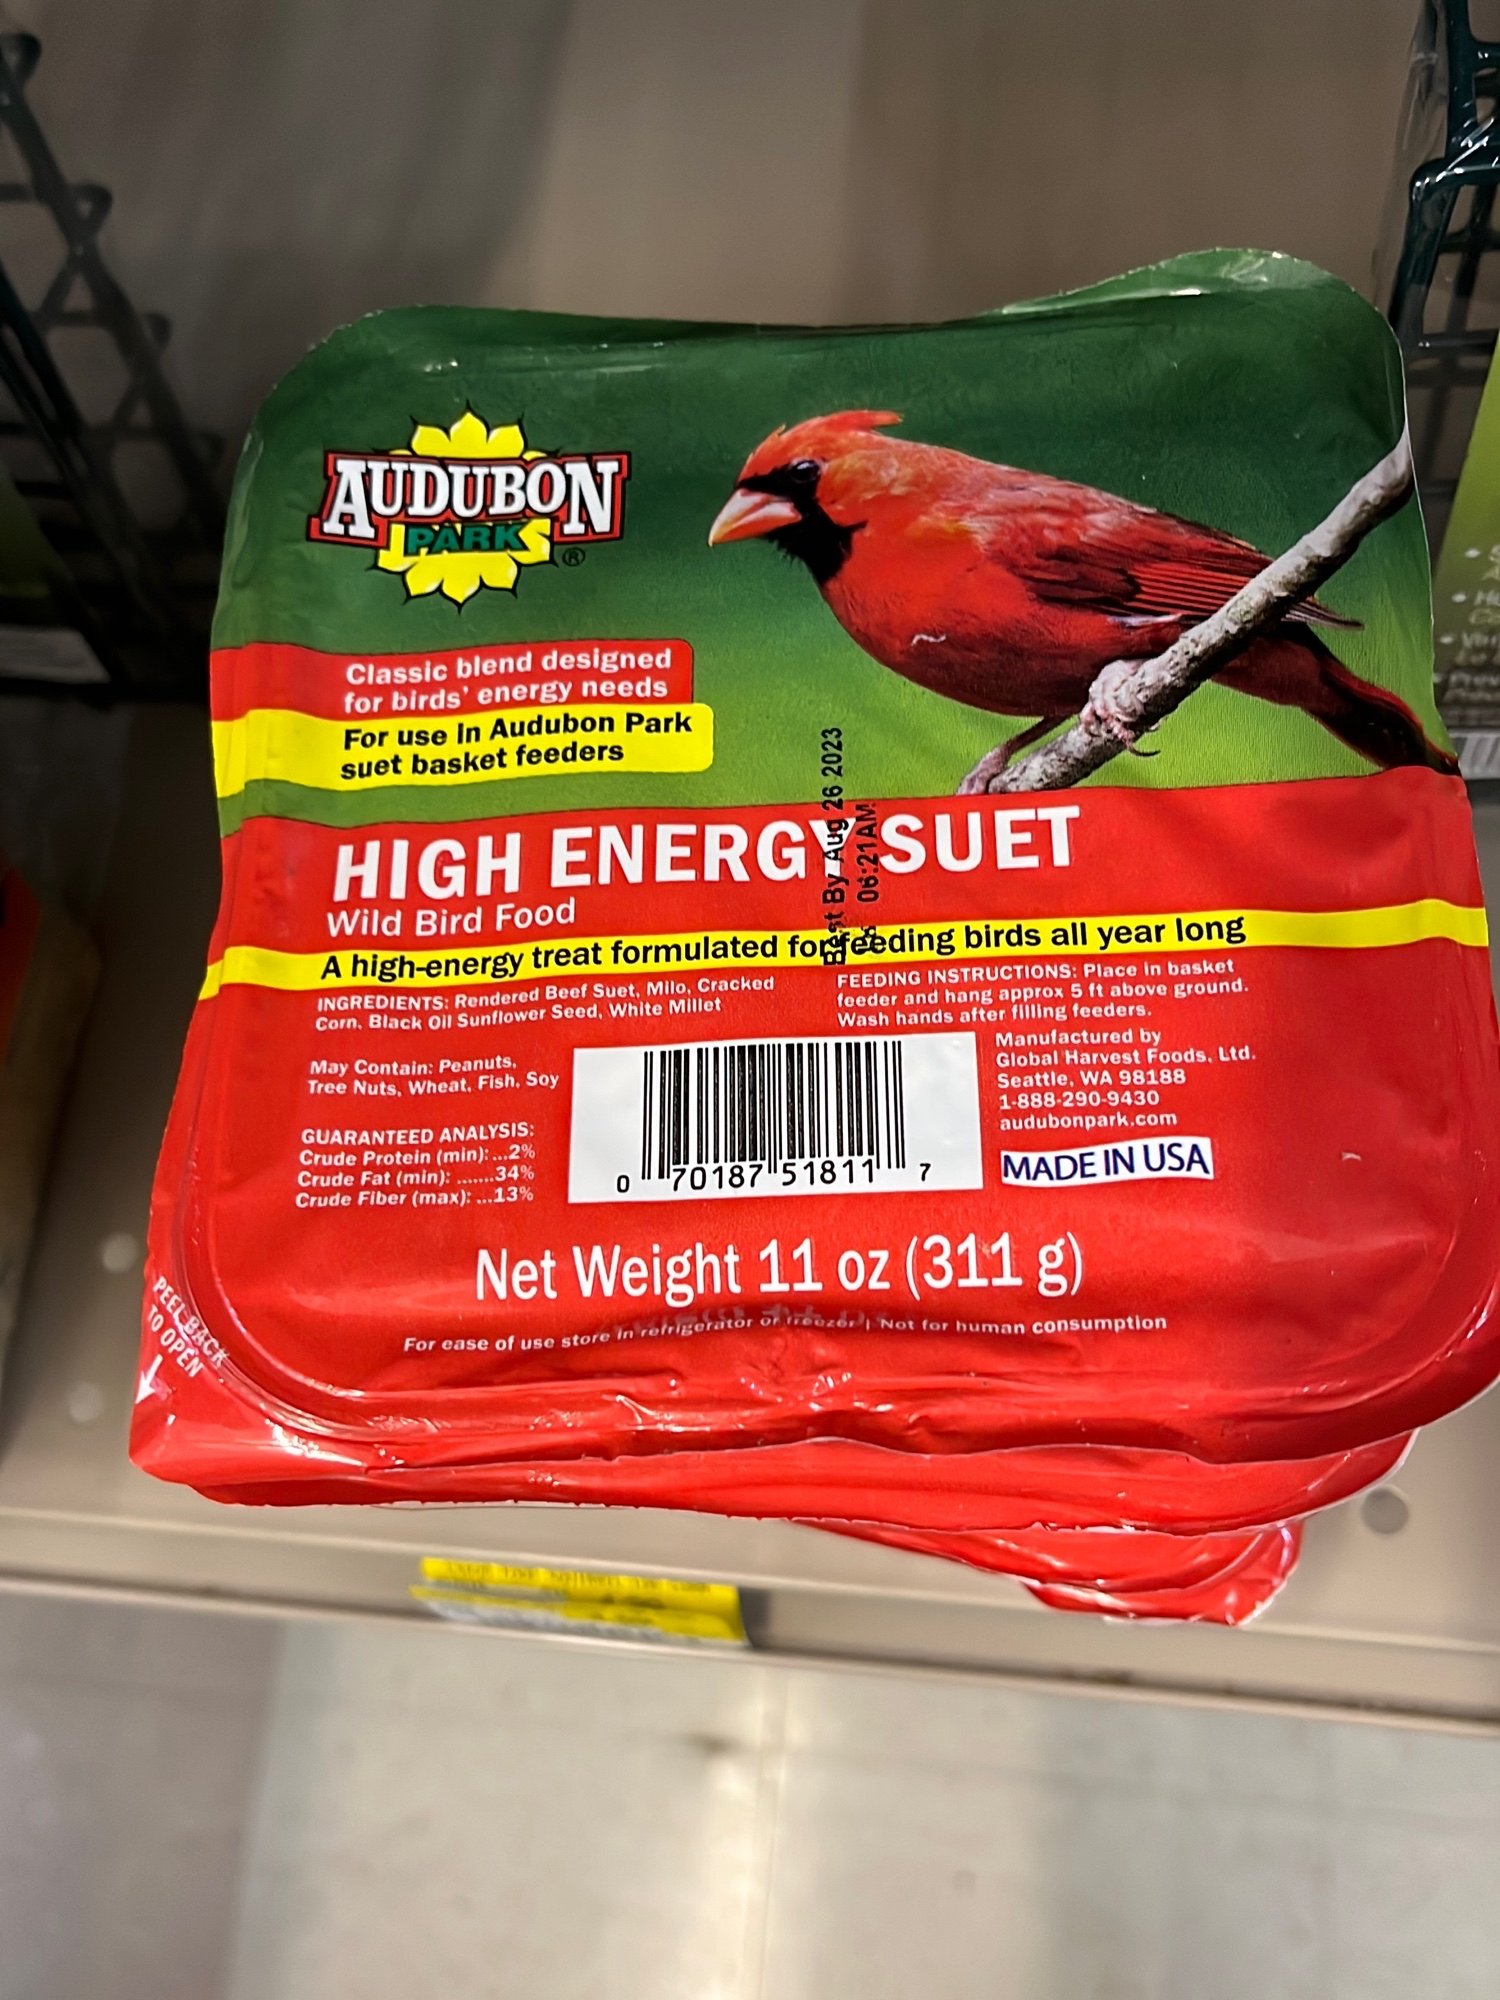 AUDUBON
PARK
®
Classic blend designed
for birds' energy needs
For use in Audubon Park
suet basket feeders
Best By Aug 26 2023
06:21AM
HIGH ENERGY SUET
Wild Bird Food
A high-energy treat formulated for feeding birds all year long
INGREDIENTS: Rendered Beef Suet, Milo, Cracked
Corn, Black Oil Sunflower Seed, White Millet
FEEDING INSTRUCTIONS: Place in basket
feeder and hang approx 5 ft above ground.
Wash hands after filling feeders.
May Contain: Peanuts,
Tree Nuts, Wheat, Fish, Soy
GUARANTEED ANALYSIS:
Crude Protein (min):...2%
Crude Fat (min): .......34%
Crude Fiber (max): ...13%
0 70187 51811 7
Manufactured by
Global Harvest Foods, Ltd.
Seattle, WA 98188
1-888-290-9430
audubonpark.com
MADE IN USA
Net Weight 11 oz (311 g)
For ease of use store in refrigerator or freezer | Not for human consumption
PEEL BACK
TO OPEN